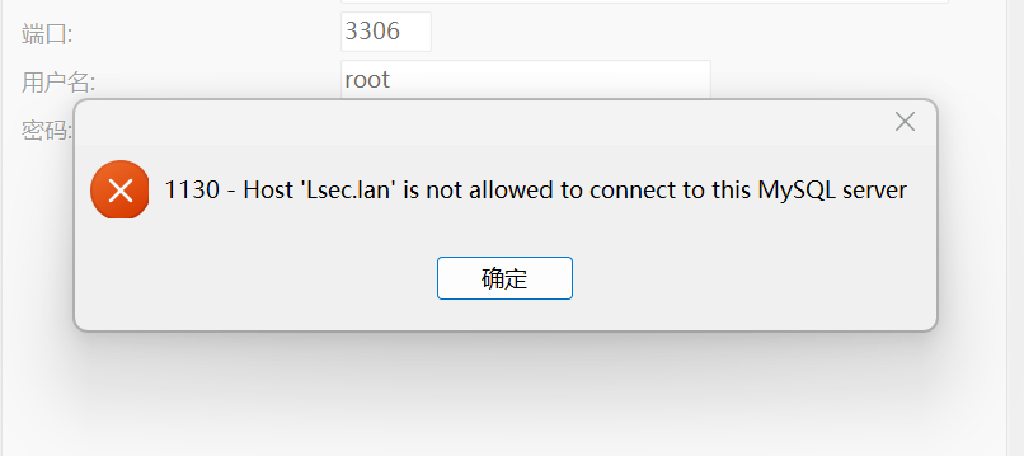 端口:
3306
用户名:
root
密码:
1130 - Host 'Lsec.lan' is not allowed to connect to this MySQL server
确定